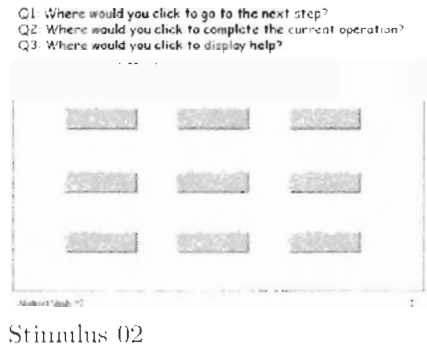 Q1: Where would you click to go to the next step?
Q2: Where would you click to complete the current operation?
Q3: Where would you click to display help?
Stimulus 02